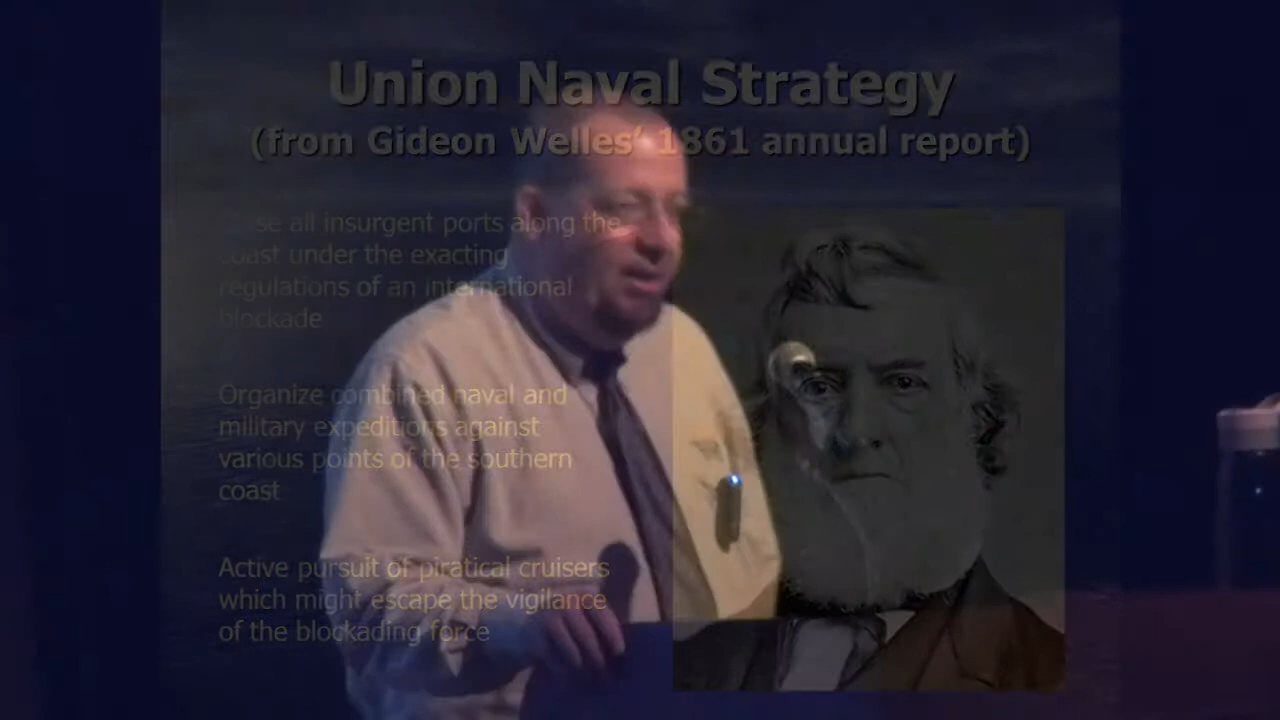 Union Naval Strategy
(from Gideon Welles' 1861 annual report)
all insurgent ports along the
coast under the exacting
regulations of an international
blockade
Organize combined naval and
military expeditions against
various points of the southern
coast
Active pursuit of piratical cruisers
which might escape the vigilance
of the blockading force